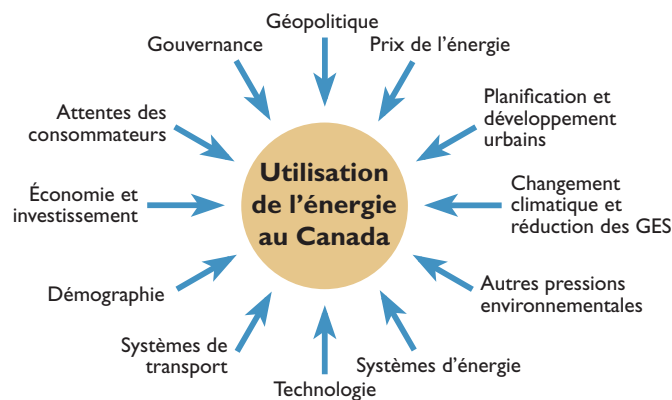 Géopolitique
Gouvernance
Prix de l'énergie
Attentes des
consommateurs
Planification et
développement
urbains
Économie et
investissement
Utilisation
de l'énergie
au Canada
Changement
climatique et
réduction des GES
Démographie
Autres pressions
environnementales
Systèmes de
transport
Technologie
Systèmes d'énergie